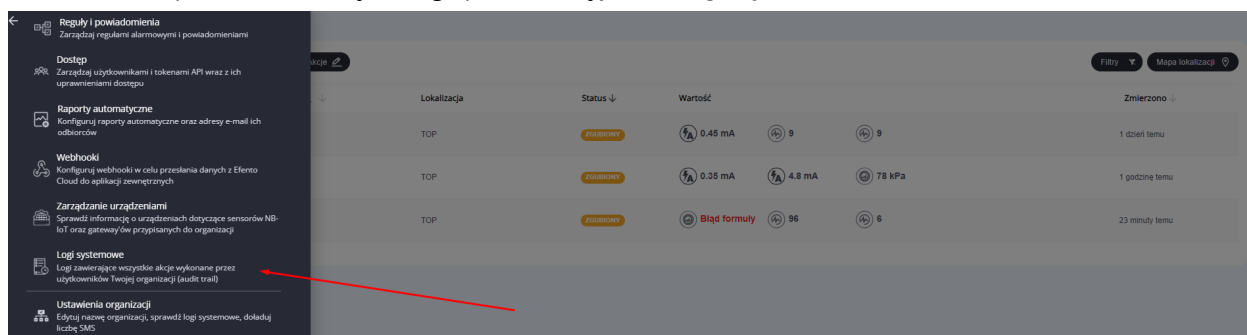 ←
Reguły i powiadomienia
Zarządzaj regułami alarmowymi i powiadomieniami
Dostęp
Zarządzaj użytkownikami i tokenami API wraz z ich
uprawnieniami dostępu
Raporty automatyczne
Konfiguruj raporty automatyczne oraz adresy e-mail ich
odbiorców
Webhooki
Konfiguruj webhooki w celu przesłania danych z Efento
Cloud do aplikacji zewnętrznych
Zarządzanie urządzeniami
Sprawdź informację o urządzeniach dotyczące sensorów NB-
IoT oraz gateway'ów przypisanych do organizacji
Logi systemowe
Logi zawierające wszystkie akcje wykonane przez
użytkowników Twojej organizacji (audit trail)
Ustawienia organizacji
Edytuj nazwę organizacji, sprawdź logi systemowe, doładuj
liczbę SMS
kcje Filtry Mapa lokalizacji
Lokalizacja Status ↓ Wartość Zmierzono ↓
TOP ZGUBIONY 0.45 mA 9 9 1 dzień temu
TOP ZGUBIONY 0.35 mA 4.8 mA 78 kPa 1 godzinę temu
TOP ZGUBIONY Błąd formuły 96 6 23 minuty temu